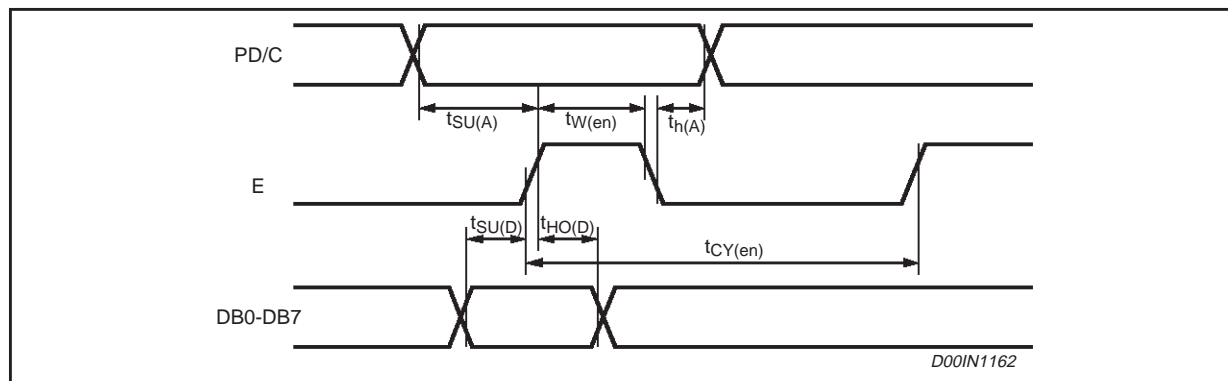 PD/C
tSU(A) tW(en) th(A)
E
tSU(D) tHO(D)
tCY(en)
DB0-DB7
D00IN1162